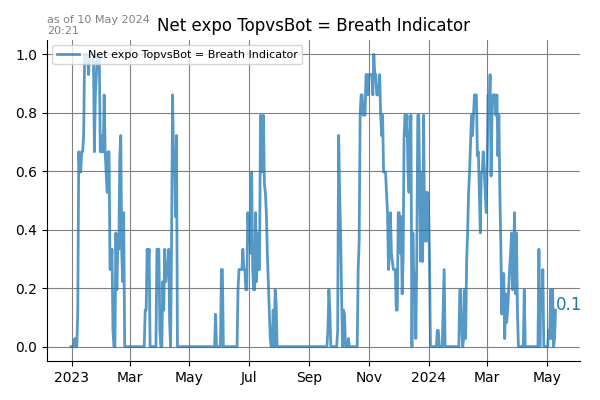 as of 10 May 2024
20:21
Net expo TopvsBot = Breath Indicator
Net expo TopvsBot = Breath Indicator
1.0
0.8
0.6
0.4
0.2
0.0
0.1
2023 Mar May Jul Sep Nov 2024 Mar May